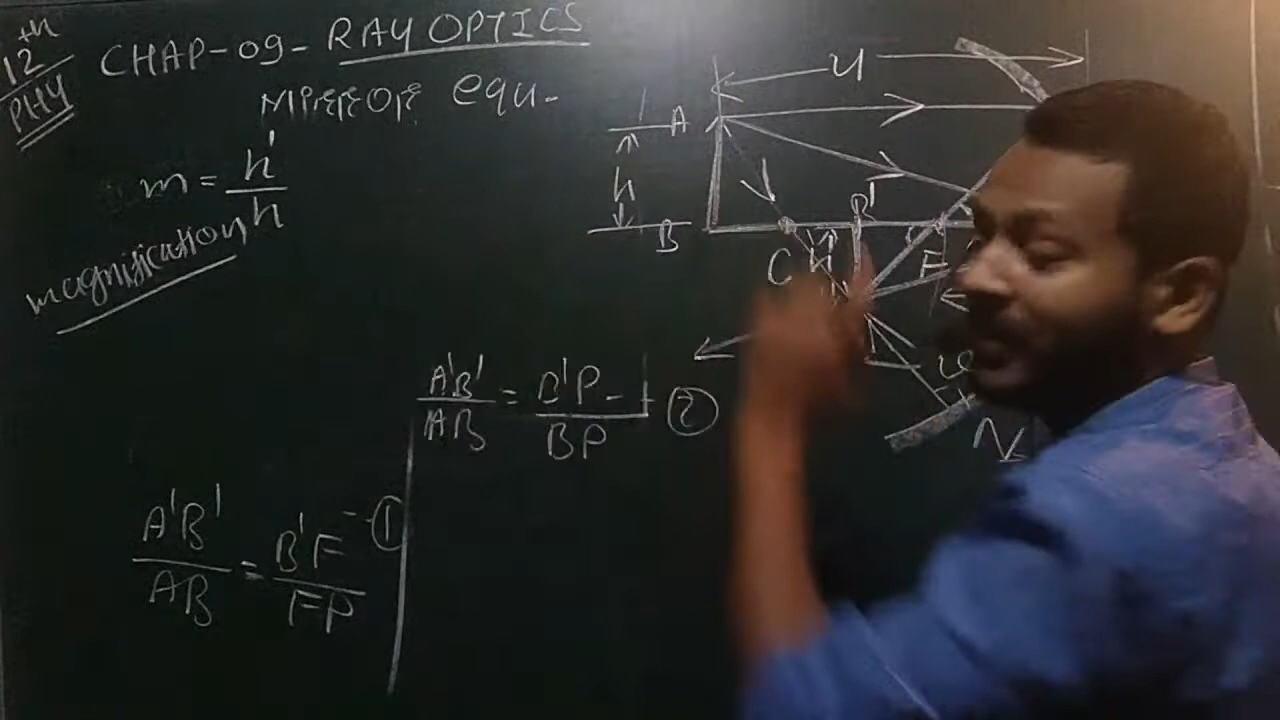 12th
PHY
CHAP-09- RAY OPTICS
Mirror equ.
m = h'/h
magnification
A'B'/AB = B'P/BP -- ②
A'B'/AB = B'F/FP -- ①
u
A
h
B
B'
C
h'
F
N